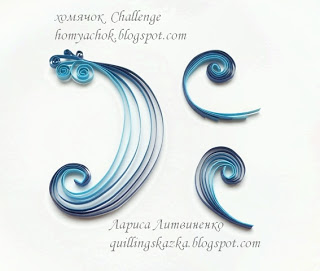 хомячок Challenge
homyachok.blogspot.com
Лариса Литвиненко
quillingskazka.blogspot.com